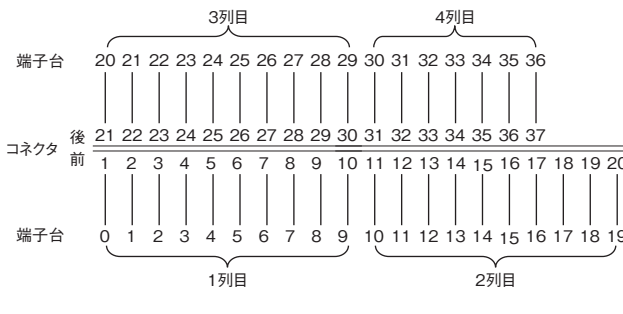 3列目 4列目
端子台 20 21 22 23 24 25 26 27 28 29 30 31 32 33 34 35 36
後 21 22 23 24 25 26 27 28 29 30 31 32 33 34 35 36 37
コネクタ
前 1 2 3 4 5 6 7 8 9 10 11 12 13 14 15 16 17 18 19 20
端子台 0 1 2 3 4 5 6 7 8 9 10 11 12 13 14 15 16 17 18 19
1列目 2列目